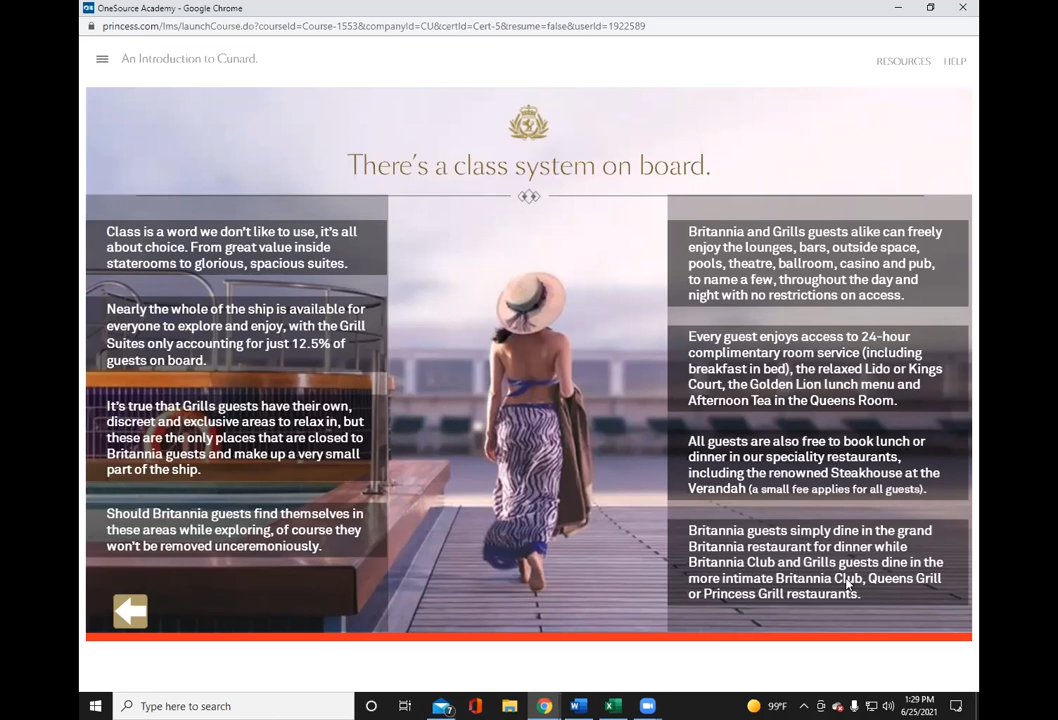 OneSource Academy - Google Chrome
princess.com/lms/launchCourse.do?courseId=Course-1553&companyId=CU&certId=Cert-5&resume=false&userId=1922589
An Introduction to Cunard.
RESOURCES HELP
There's a class system on board.
Class is a word we don't like to use, it's all
about choice. From great value inside
staterooms to glorious, spacious suites.
Nearly the whole of the ship is available for
everyone to explore and enjoy, with the Grill
Suites only accounting for just 12.5% of
guests on board.
It's true that Grills guests have their own,
discreet and exclusive areas to relax in, but
these are the only places that are closed to
Britannia guests and make up a very small
part of the ship.
Should Britannia guests find themselves in
these areas while exploring, of course they
won't be removed unceremoniously.
Britannia and Grills guests alike can freely
enjoy the lounges, bars, outside space,
pools, theatre, ballroom, casino and pub,
to name a few, throughout the day and
night with no restrictions on access.
Every guest enjoys access to 24-hour
complimentary room service (including
breakfast in bed), the relaxed Lido or Kings
Court, the Golden Lion lunch menu and
Afternoon Tea in the Queens Room.
All guests are also free to book lunch or
dinner in our speciality restaurants,
including the renowned Steakhouse at the
Verandah (a small fee applies for all guests).
Britannia guests simply dine in the grand
Britannia restaurant for dinner while
Britannia Club and Grills guests dine in the
more intimate Britannia Club, Queens Grill
or Princess Grill restaurants.
Type here to search
7
99°F
1:29 PM
6/25/2021